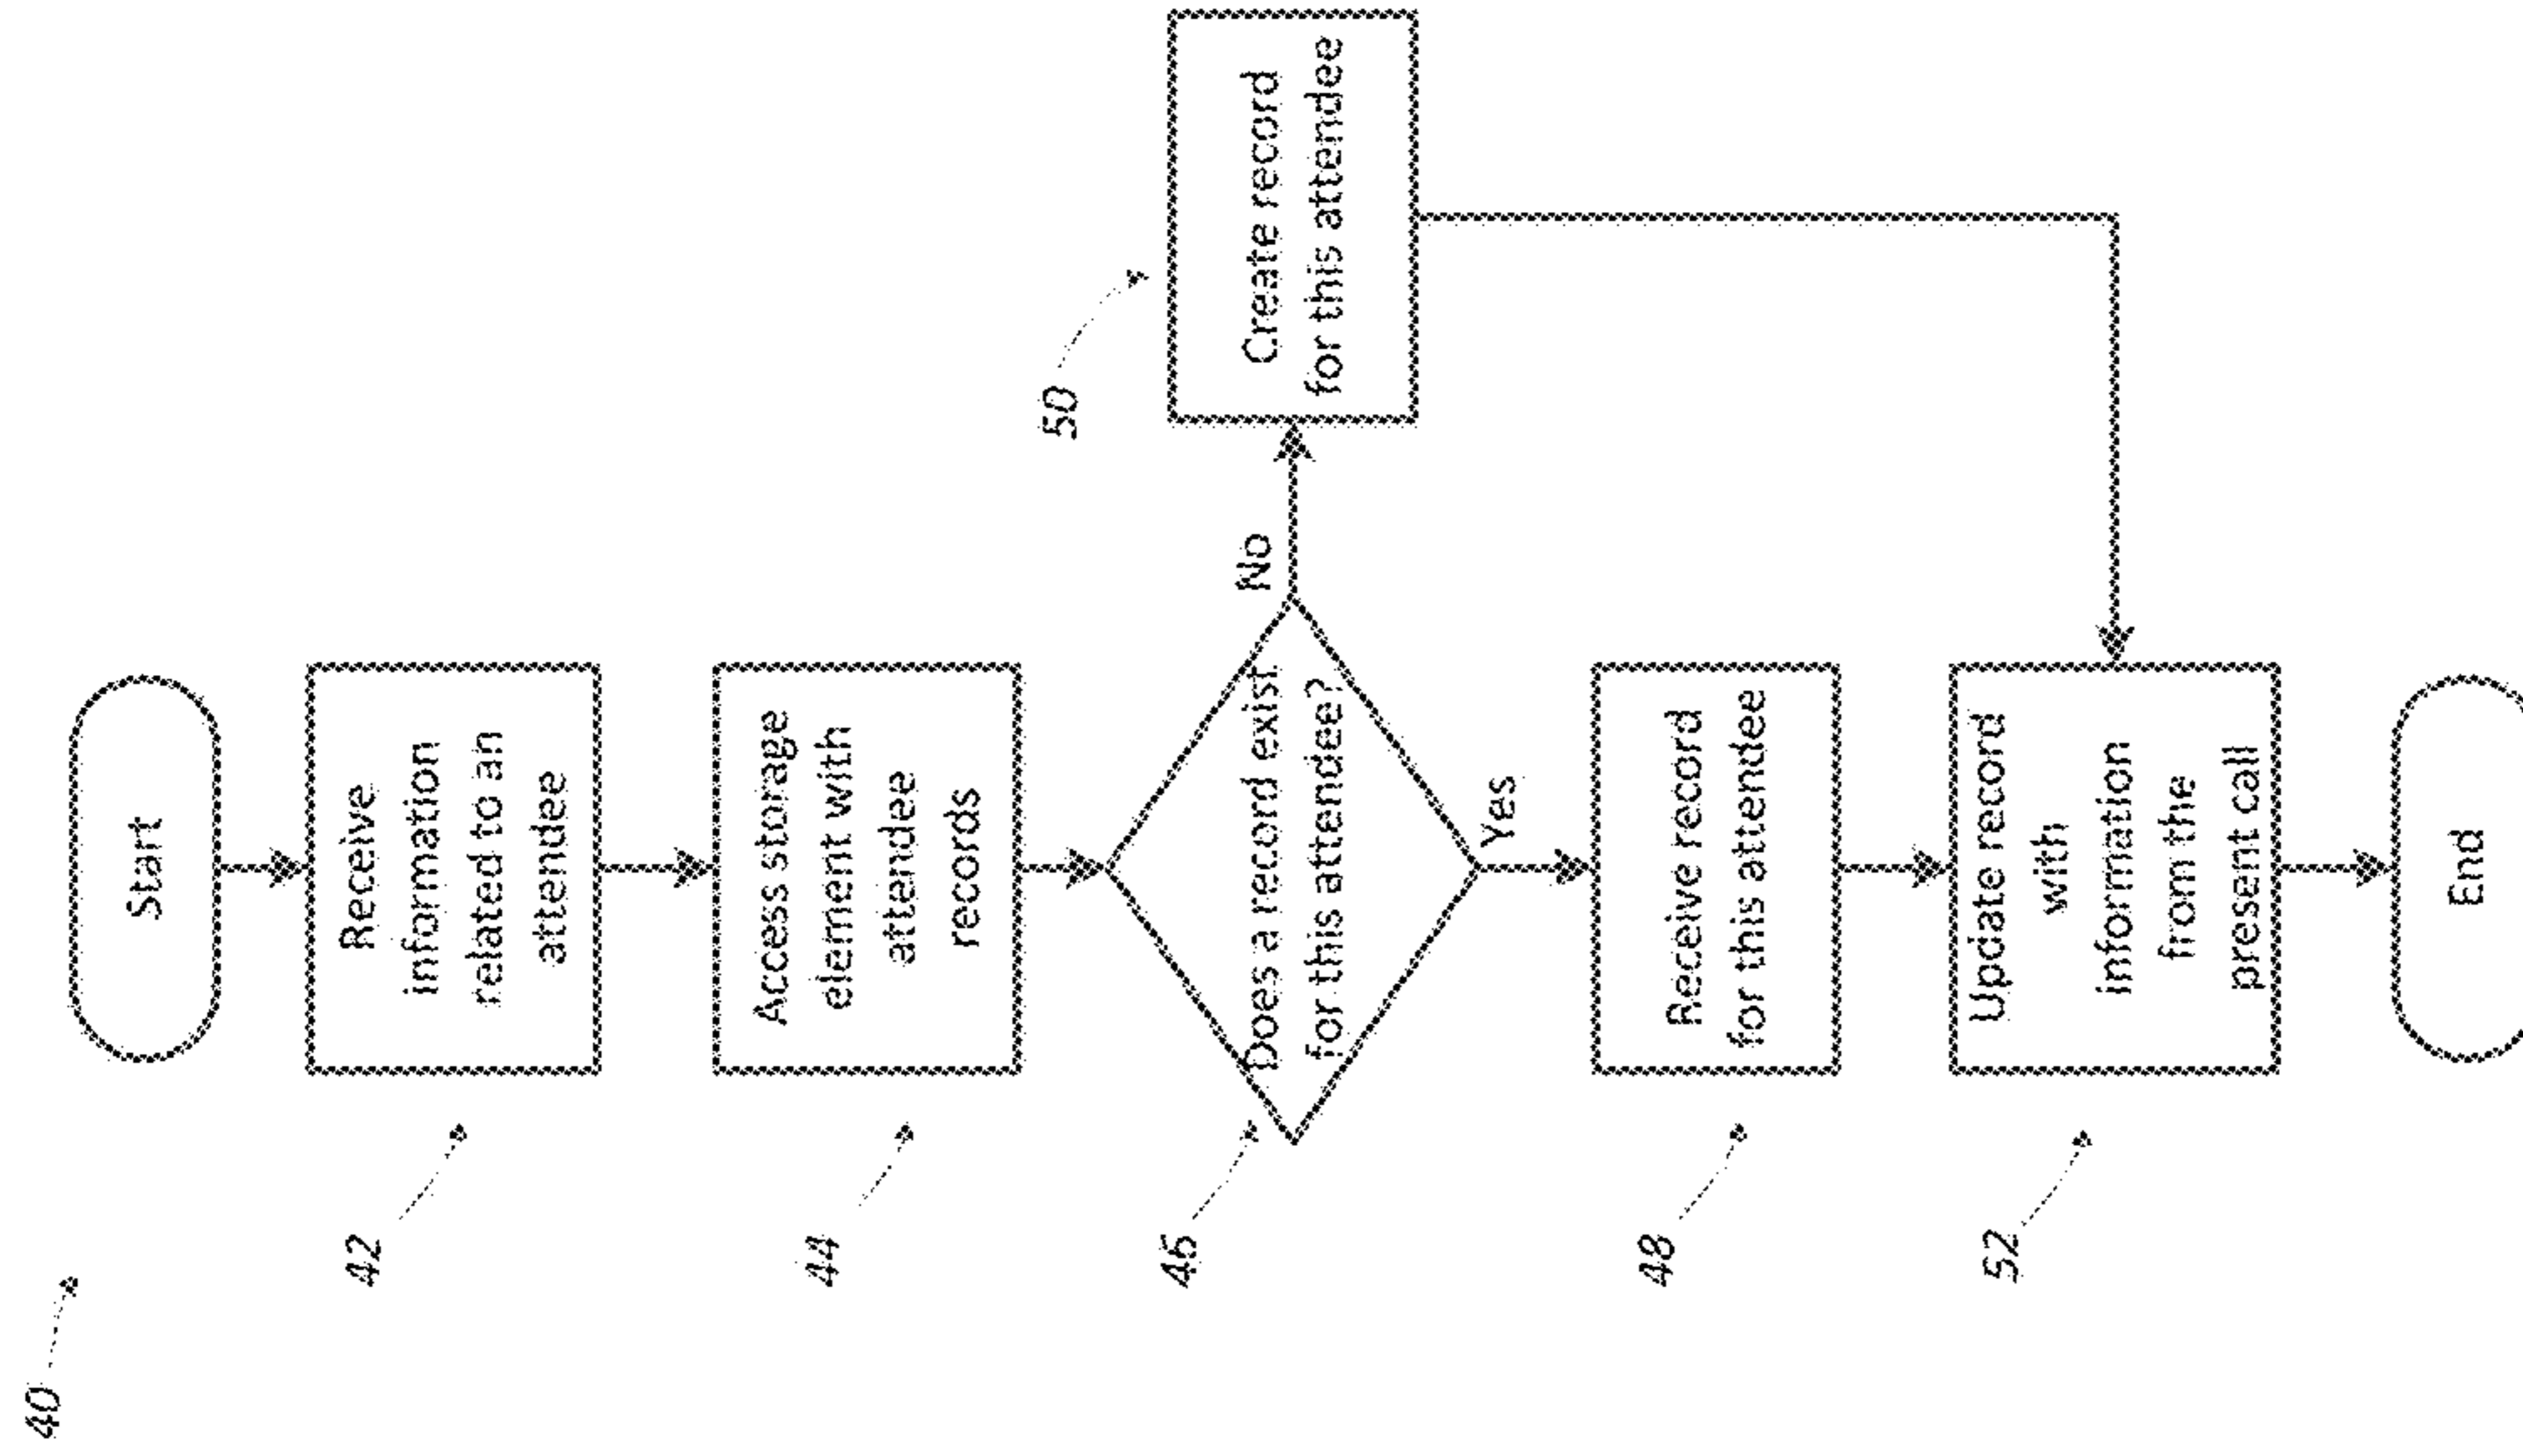 40
Start
42
Receive
information
related to an
attendee
44
Access storage
element with
attendee
records
46
Does a record exist
for this attendee?
No
50
Create record
for this attendee
Yes
48
Receive record
for this attendee
52
Update record
with
information
from the
present call
End